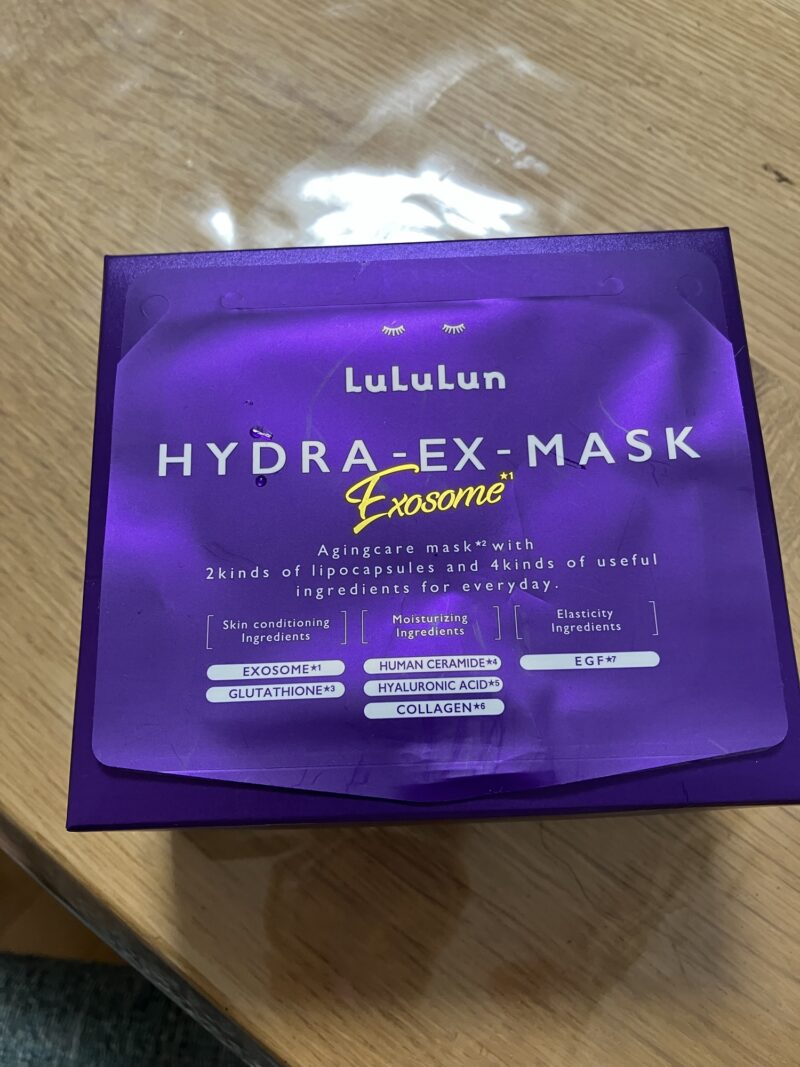 LuLuLun
HYDRA-EX-MASK
Exosome★1
Agingcare mask★2 with
2kinds of lipocapsules and 4kinds of useful
ingredients for everyday.
Skin conditioning
Ingredients
EXOSOME★1
GLUTATHIONE★3
Moisturizing
Ingredients
HUMAN CERAMIDE★4
HYALURONIC ACID★5
COLLAGEN★6
Elasticity
Ingredients
EGF★7